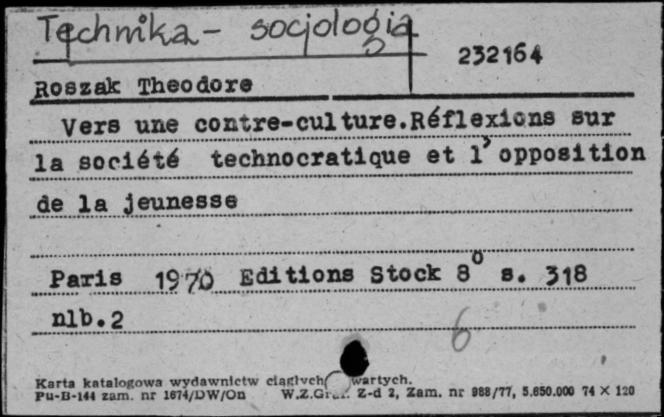 Technika - socjologia
232164
Roszak Theodore
Vers une contre-culture.Réflexions sur
la société technocratique et l'opposition
de la jeunesse
Paris 1970 Editions Stock 8° s. 318
nlb.2
6
Karta katalogowa wydawnictw ciągłych wartych.
Pu-B-144 zam. nr 1674/DW/On W.Z.Graf. Z-d 2, Zam. nr 988/77, 5.650.000 74 × 120